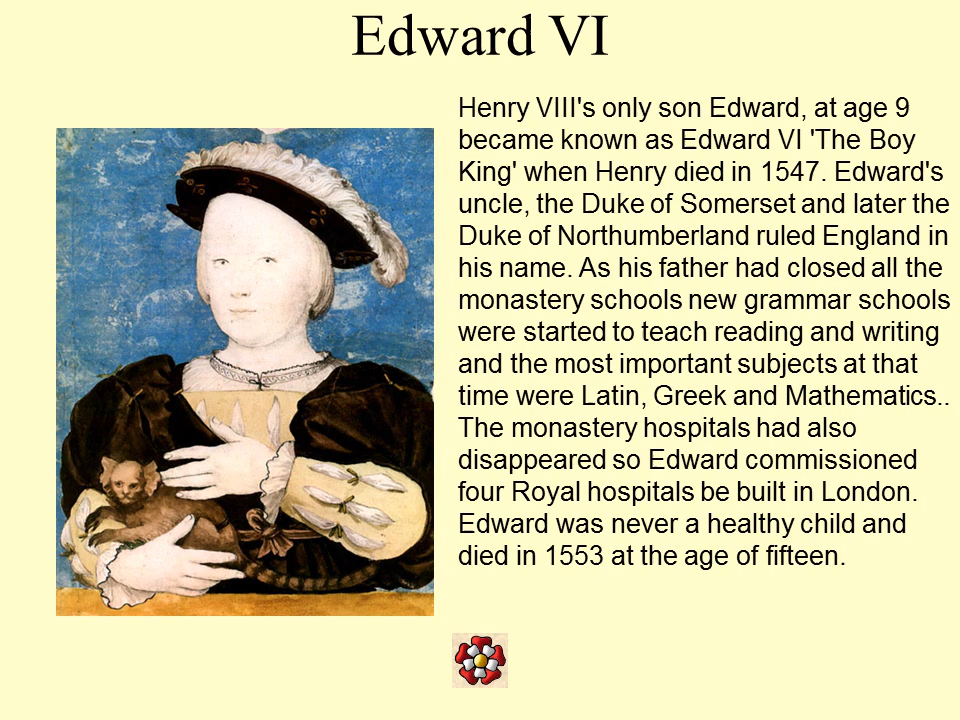 Edward VI
Henry VIII's only son Edward, at age 9
became known as Edward VI 'The Boy
King' when Henry died in 1547. Edward's
uncle, the Duke of Somerset and later the
Duke of Northumberland ruled England in
his name. As his father had closed all the
monastery schools new grammar schools
were started to teach reading and writing
and the most important subjects at that
time were Latin, Greek and Mathematics..
The monastery hospitals had also
disappeared so Edward commissioned
four Royal hospitals be built in London.
Edward was never a healthy child and
died in 1553 at the age of fifteen.